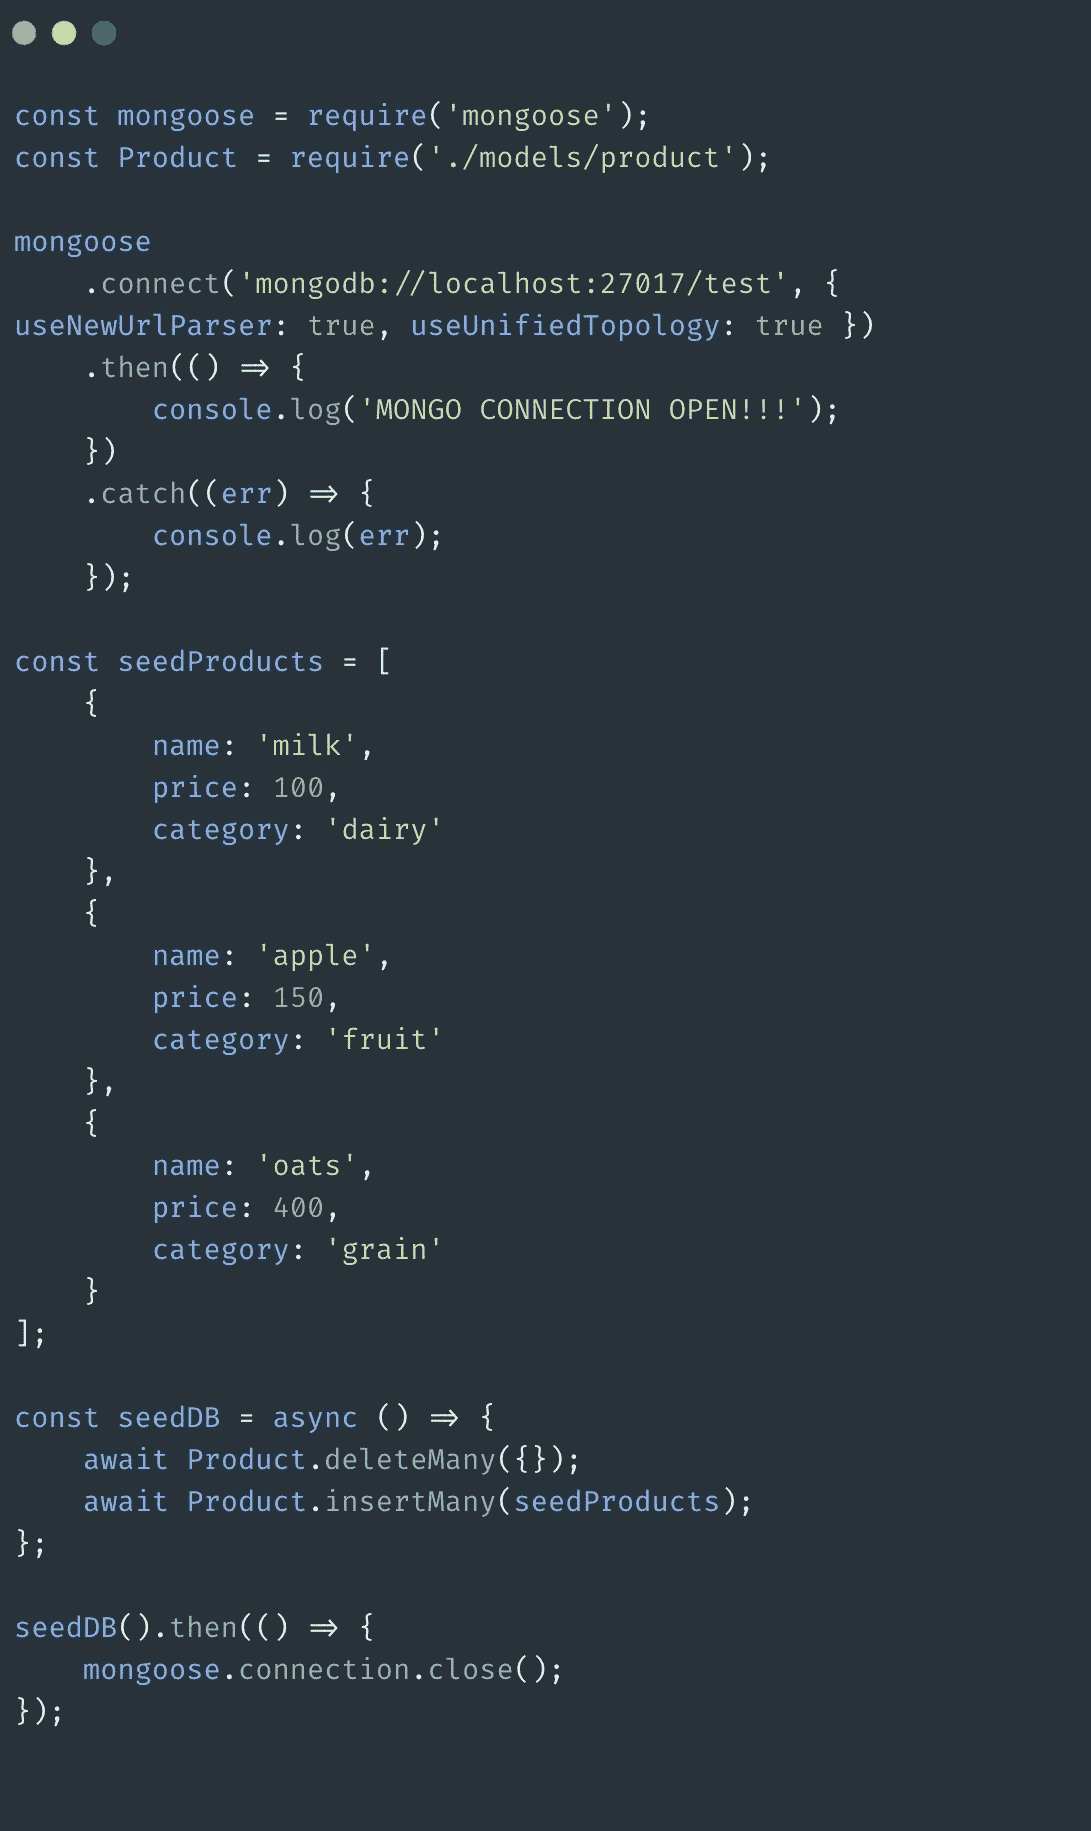 const mongoose = require('mongoose');
const Product = require('./models/product');

mongoose
    .connect('mongodb://localhost:27017/test', {
useNewUrlParser: true, useUnifiedTopology: true })
    .then(() => {
        console.log('MONGO CONNECTION OPEN!!!');
    })
    .catch((err) => {
        console.log(err);
    });

const seedProducts = [
    {
        name: 'milk',
        price: 100,
        category: 'dairy'
    },
    {
        name: 'apple',
        price: 150,
        category: 'fruit'
    },
    {
        name: 'oats',
        price: 400,
        category: 'grain'
    }
];

const seedDB = async () => {
    await Product.deleteMany({});
    await Product.insertMany(seedProducts);
};

seedDB().then(() => {
    mongoose.connection.close();
});